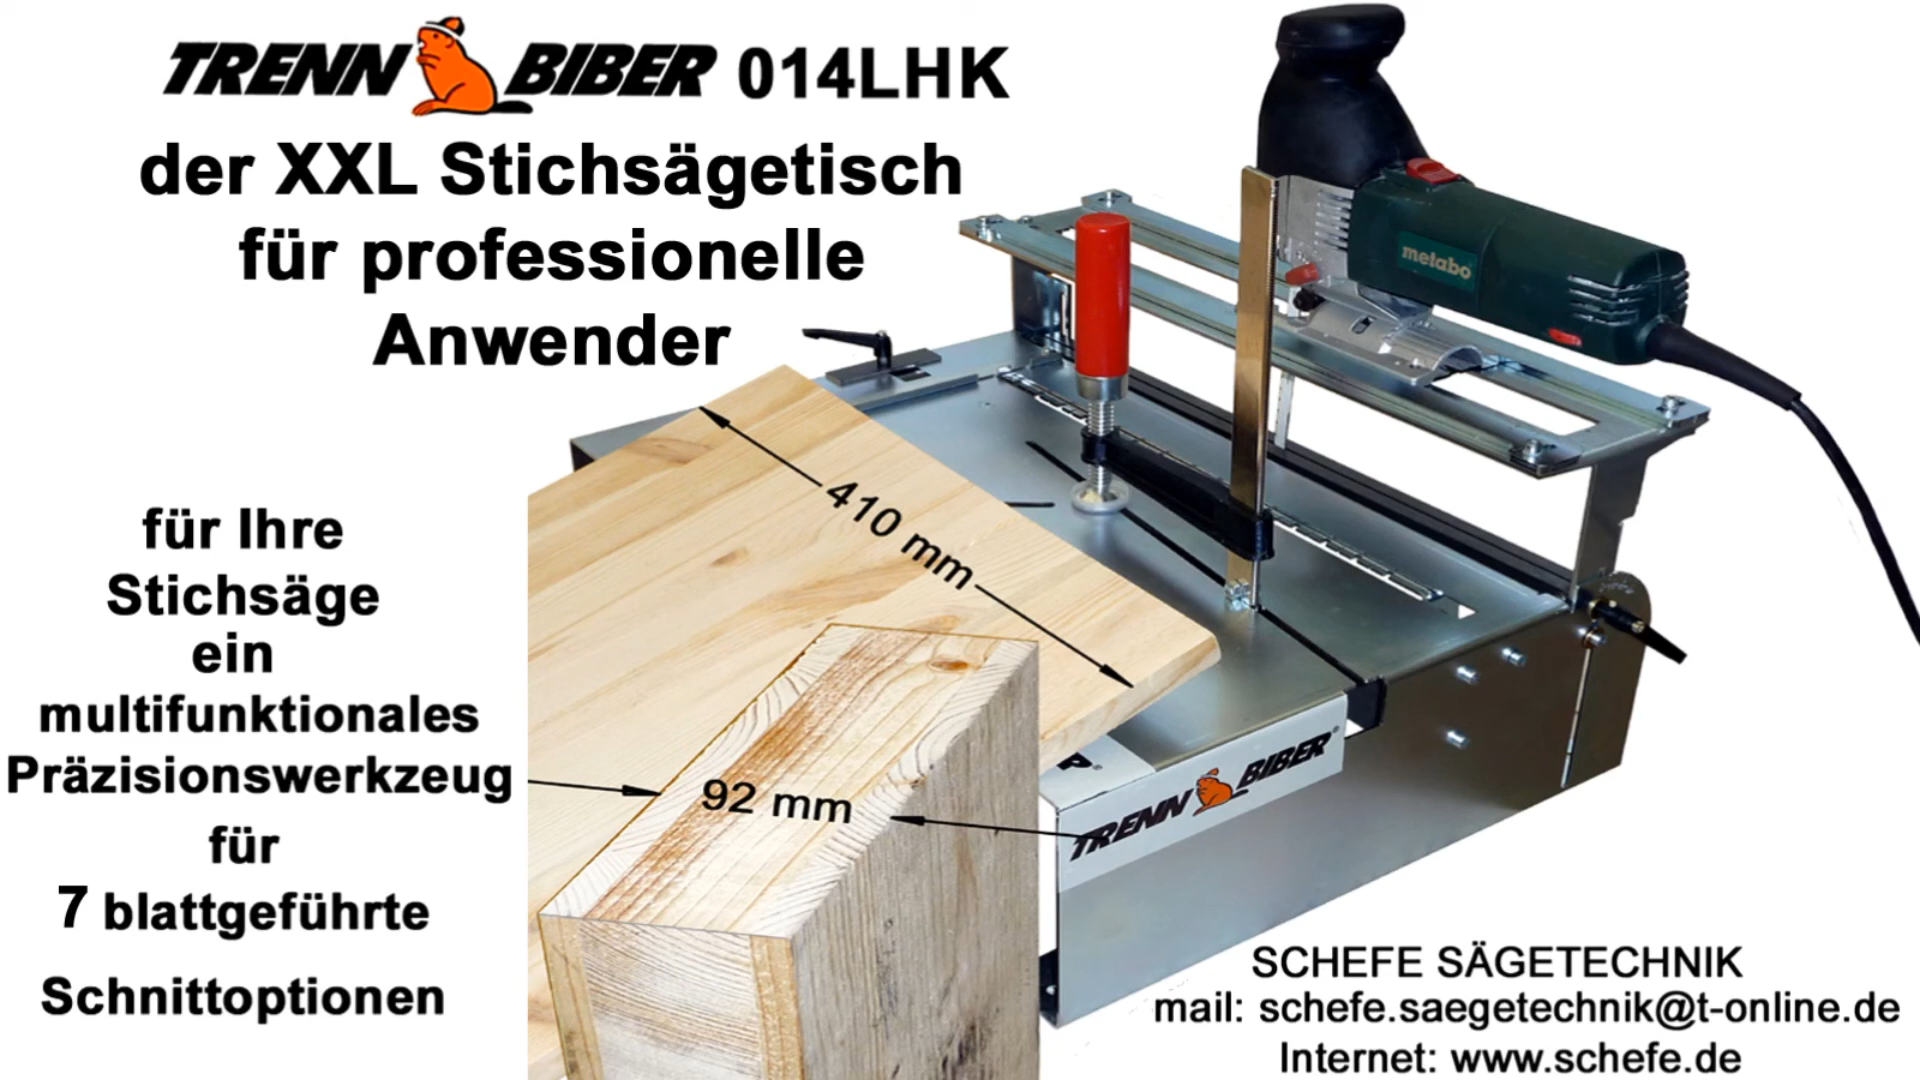 TRENN BIBER 014LHK
der XXL Stichsägetisch
für professionelle
Anwender
für Ihre
Stichsäge
ein
multifunktionales
Präzisionswerkzeug
für
7 blattgeführte
Schnittoptionen
metabo
410 mm
92 mm
TRENN BIBER®
SCHEFE SÄGETECHNIK
mail: schefe.saegetechnik@t-online.de
Internet: www.schefe.de